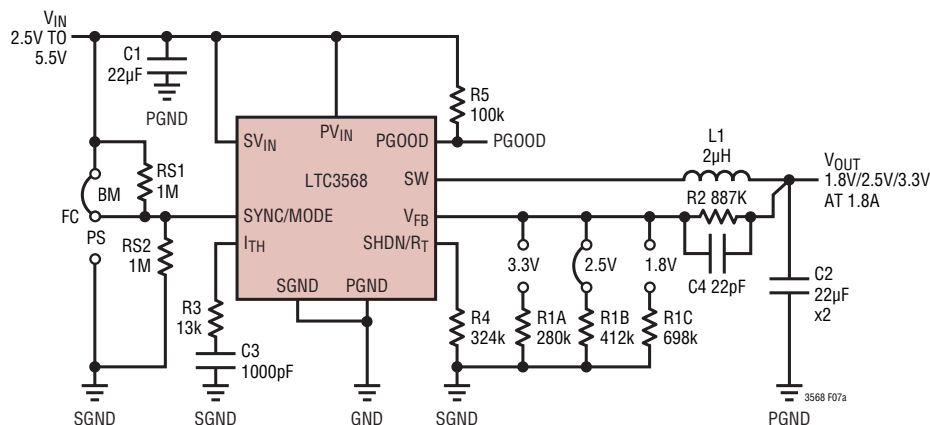 VIN
2.5V TO
5.5V
C1
22µF
PGND
R5
100k
PGOOD
PVIN
SVIN
PGOOD
LTC3568
SW
L1
2µH
VOUT
1.8V/2.5V/3.3V
AT 1.8A
RS1
1M
BM
FC
PS
SYNC/MODE
VFB
R2 887K
ITH
SHDN/RT
RS2
1M
3.3V
2.5V
1.8V
C4 22pF
C2
22µF
x2
SGND
PGND
R3
13k
C3
1000pF
R4
324k
R1A
280k
R1B
412k
R1C
698k
SGND
SGND
GND
SGND
PGND
3568 F07a